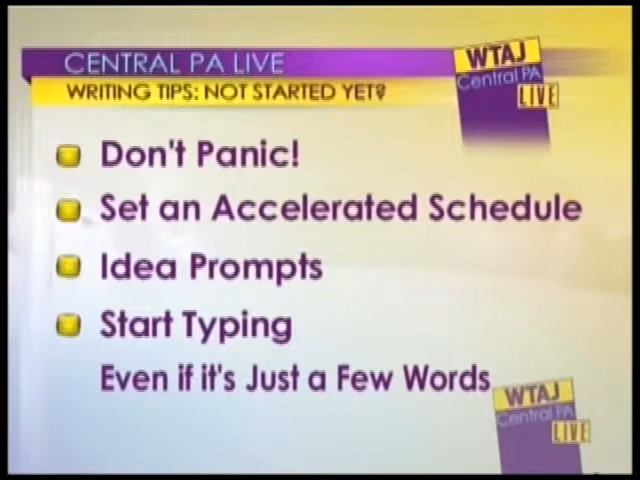 CENTRAL PA LIVE
WTAJ
Central PA
LIVE
WRITING TIPS: NOT STARTED YET?
Don't Panic!
Set an Accelerated Schedule
Idea Prompts
Start Typing
Even if it's Just a Few Words
WTAJ
Central PA
LIVE